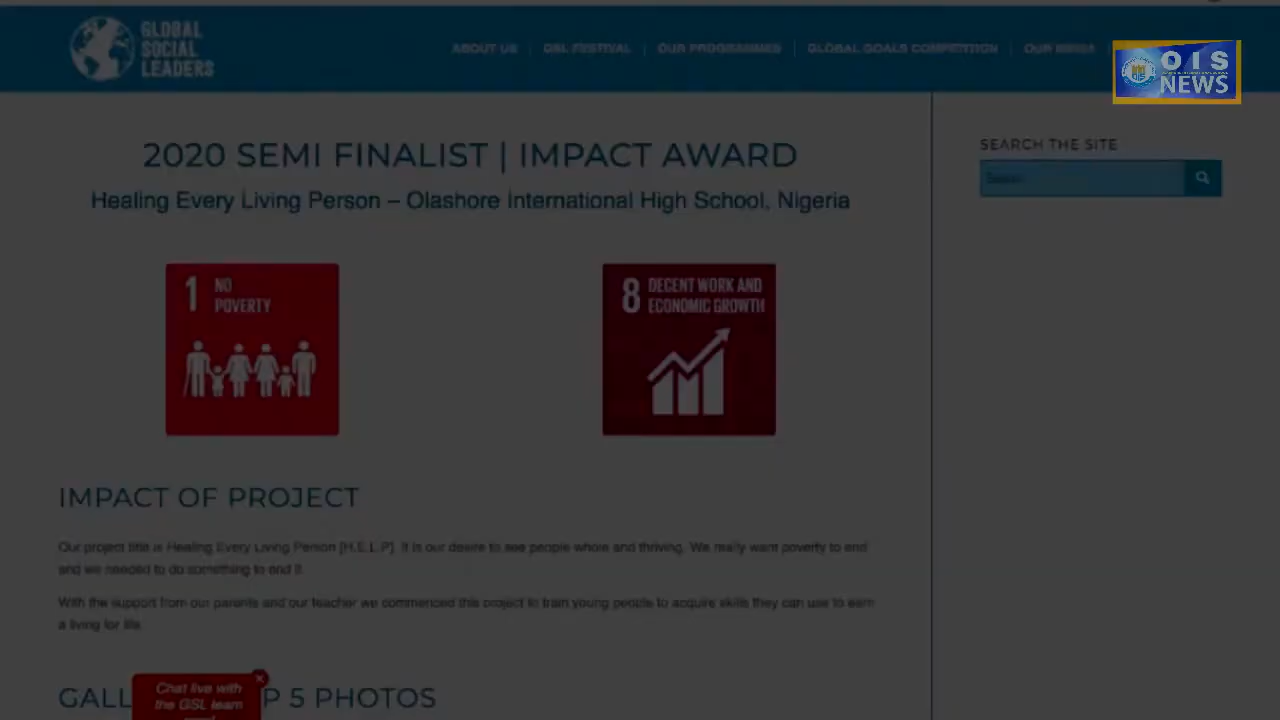 GLOBAL
SOCIAL
LEADERS
ABOUT US
GSL FESTIVAL
OUR PROGRAMMES
GLOBAL GOALS COMPETITION
OUR MEDIA
OIS
NEWS
2020 SEMI FINALIST | IMPACT AWARD
SEARCH THE SITE
Search
Healing Every Living Person – Olashore International High School, Nigeria
1 NO
POVERTY
8 DECENT WORK AND
ECONOMIC GROWTH
IMPACT OF PROJECT
Our project title is Healing Every Living Person [H.E.L.P]. It is our desire to see people whole and thriving. We really want poverty to end
and we needed to do something to end it.
With the support from our parents and our teacher we commenced this project to train young people to acquire skills they can use to earn
a living for life.
Chat live with
the GSL team
GALL P 5 PHOTOS